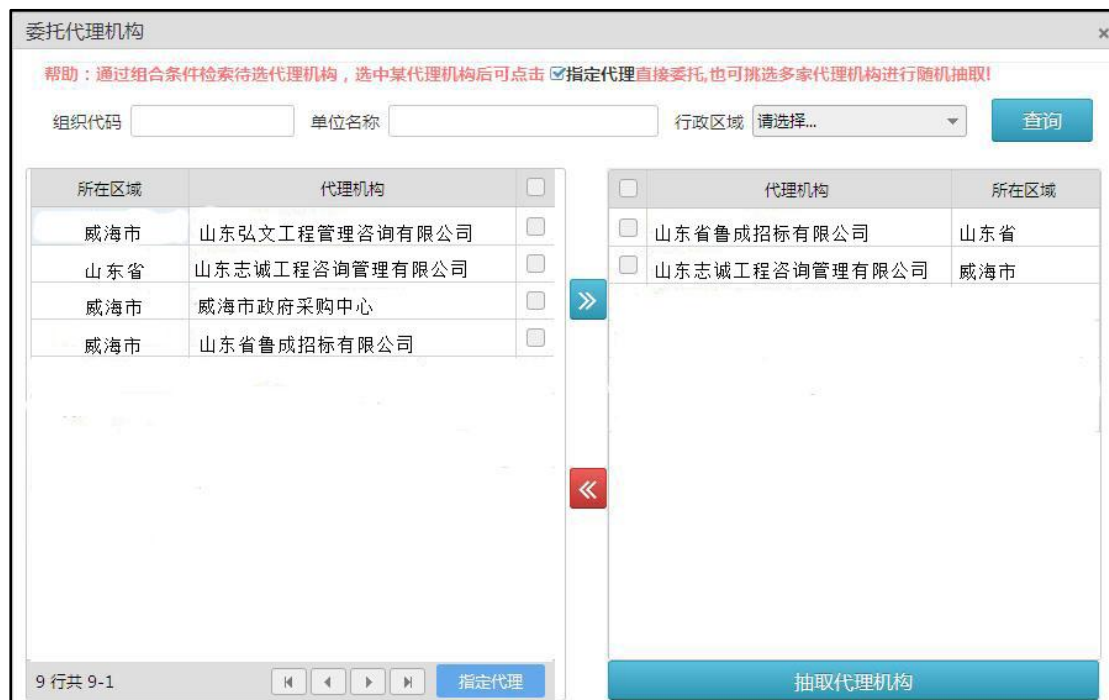 委托代理机构
帮助：通过组合条件检索待选代理机构，选中某代理机构后可点击 指定代理直接委托,也可挑选多家代理机构进行随机抽取!
组织代码 单位名称 行政区域 请选择... 查询
所在区域 代理机构
威海市 山东弘文工程管理咨询有限公司
山东省 山东志诚工程咨询管理有限公司
威海市 威海市政府采购中心
威海市 山东省鲁成招标有限公司
9 行共 9-1 指定代理
代理机构 所在区域
山东省鲁成招标有限公司 山东省
山东志诚工程咨询管理有限公司 威海市
抽取代理机构